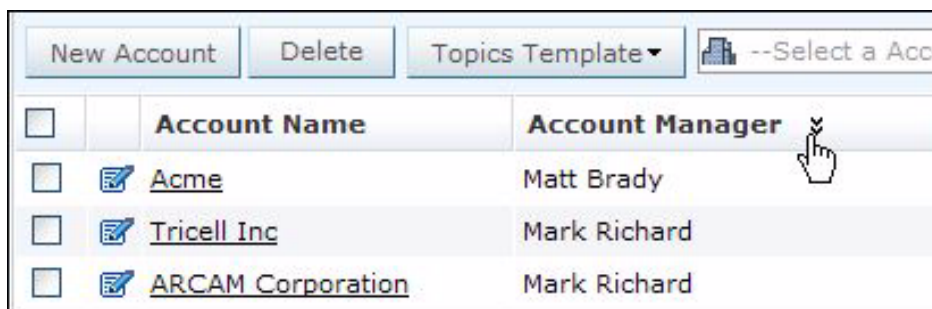 New Account Delete Topics Template --Select a Acc
Account Name Account Manager
Acme Matt Brady
Tricell Inc Mark Richard
ARCAM Corporation Mark Richard